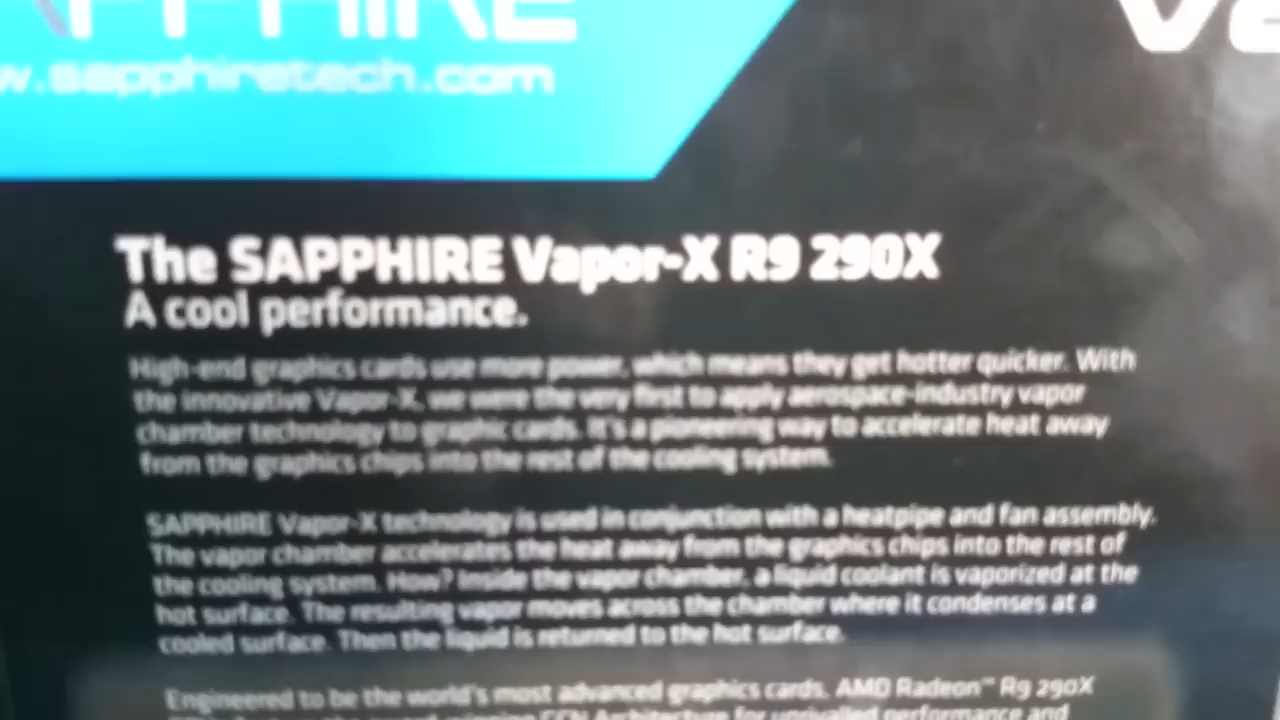 SAPPHIRE
www.sapphiretech.com
The SAPPHIRE Vapor-X R9 290X
A cool performance.
High-end graphics cards use more power, which means they get hotter quicker. With
the innovative Vapor-X, we were the very first to apply aerospace-industry vapor
chamber technology to graphic cards. It's a pioneering way to accelerate heat away
from the graphics chips into the rest of the cooling system.
SAPPHIRE Vapor-X technology is used in conjunction with a heatpipe and fan assembly.
The vapor chamber accelerates the heat away from the graphics chips into the rest of
the cooling system. How? Inside the vapor chamber, a liquid coolant is vaporized at the
hot surface. The resulting vapor moves across the chamber where it condenses at a
cooled surface. Then the liquid is returned to the hot surface.
Engineered to be the world's most advanced graphics cards. AMD Radeon™ R9 290X
GCN Architecture for unrivalled performance and